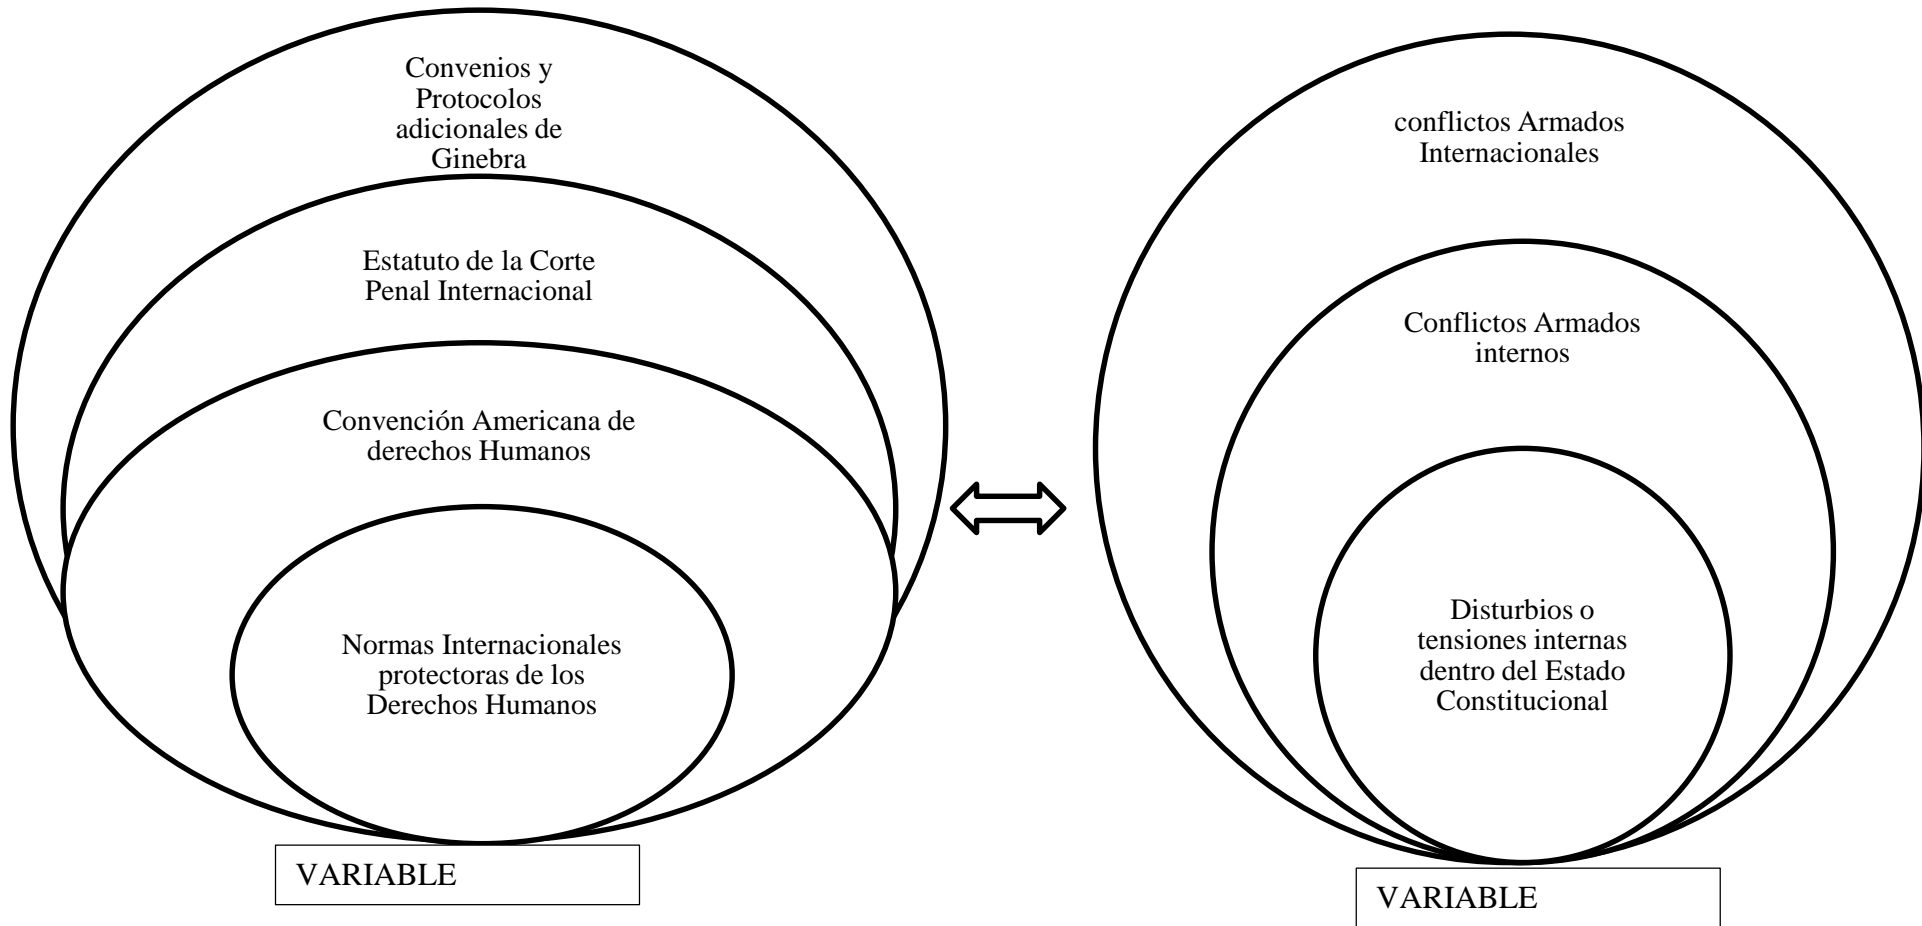 Convenios y
Protocolos
adicionales de
Ginebra
Estatuto de la Corte
Penal Internacional
Convención Americana de
derechos Humanos
Normas Internacionales
protectoras de los
Derechos Humanos
VARIABLE
conflictos Armados
Internacionales
Conflictos Armados
internos
Disturbios o
tensiones internas
dentro del Estado
Constitucional
VARIABLE